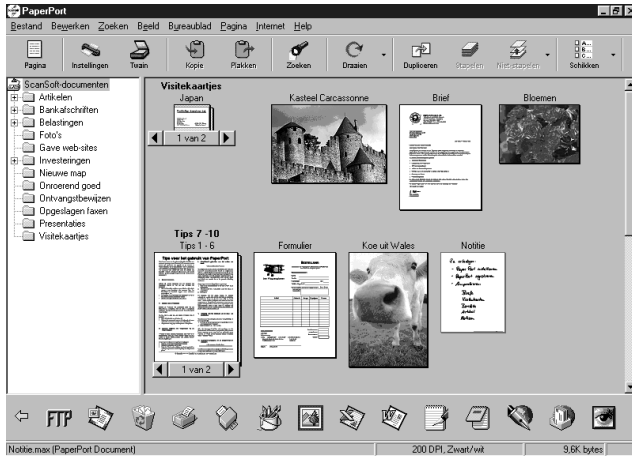 PaperPort
Bestand Bewerken Zoeken Beeld Bureaublad Pagina Internet Help
Pagina Instellingen Twain Kopie Plakken Zoeken Draaien Dupliceren Stapelen Niet-stapelen Schikken
ScanSoft-documenten
Artikelen
Bankafschriften
Belastingen
Foto's
Gave web-sites
Investeringen
Nieuwe map
Onroerend goed
Ontvangstbewijzen
Opgeslagen faxen
Presentaties
Visitekaartjes
Visitekaartjes
Japan Kasteel Carcassonne Brief Bloemen
1 van 2
Tips 7 -10
Tips 1 - 6 Formulier Koe uit Wales Notitie
Tips voor het gebruik van PaperPort
BESTELLING
1 van 2
FTP
Notitie.max (PaperPort Document) 200 DPI, Zwart/wit 9,6K bytes